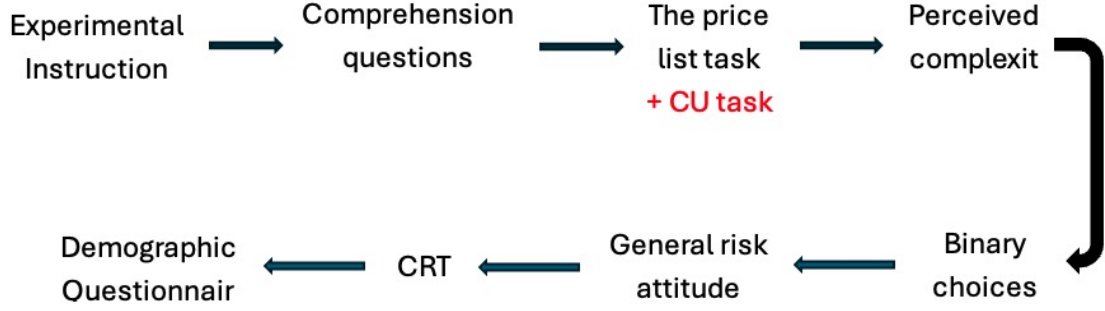 Experimental
Instruction
Comprehension
questions
The price
list task
+ CU task
Perceived
complexit
Binary
choices
General risk
attitude
CRT
Demographic
Questionnair